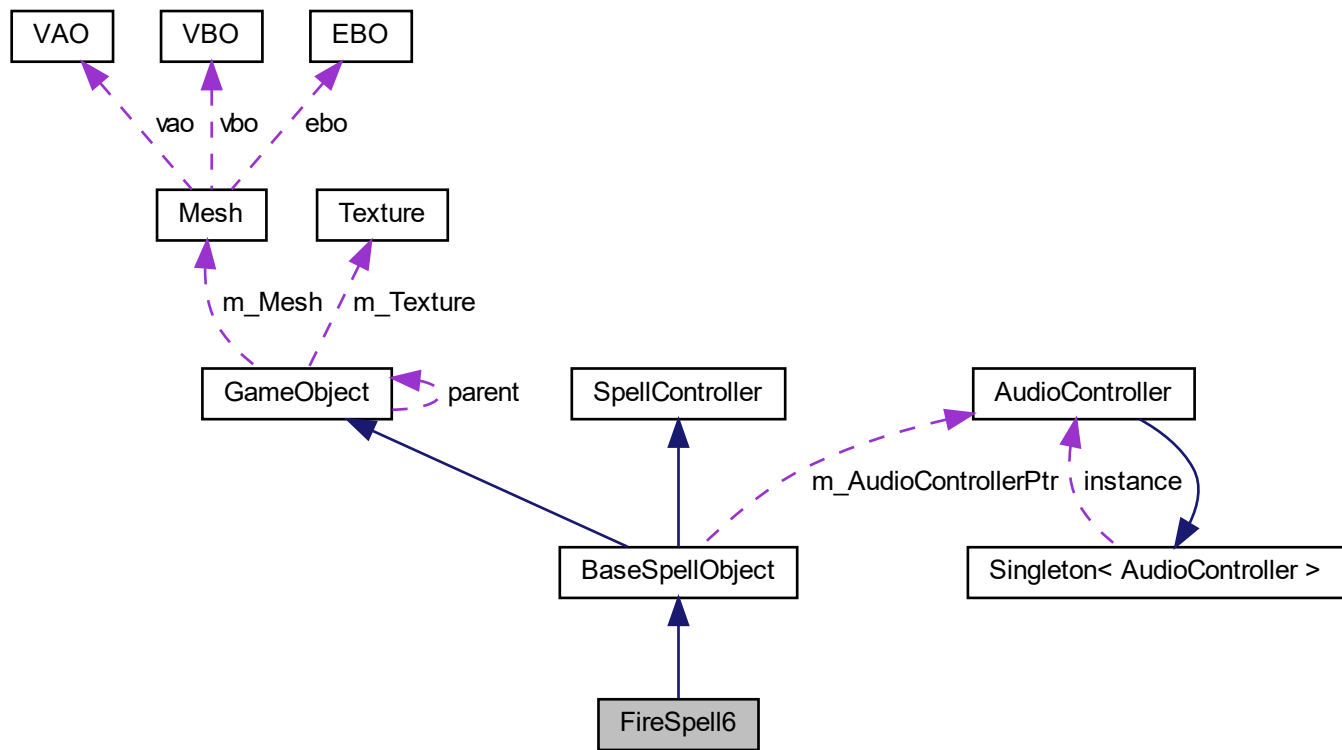 VAO
VBO
EBO
vao
vbo
ebo
Mesh
Texture
m_Mesh
m_Texture
GameObject
parent
SpellController
AudioController
m_AudioControllerPtr
instance
BaseSpellObject
Singleton< AudioController >
FireSpell6